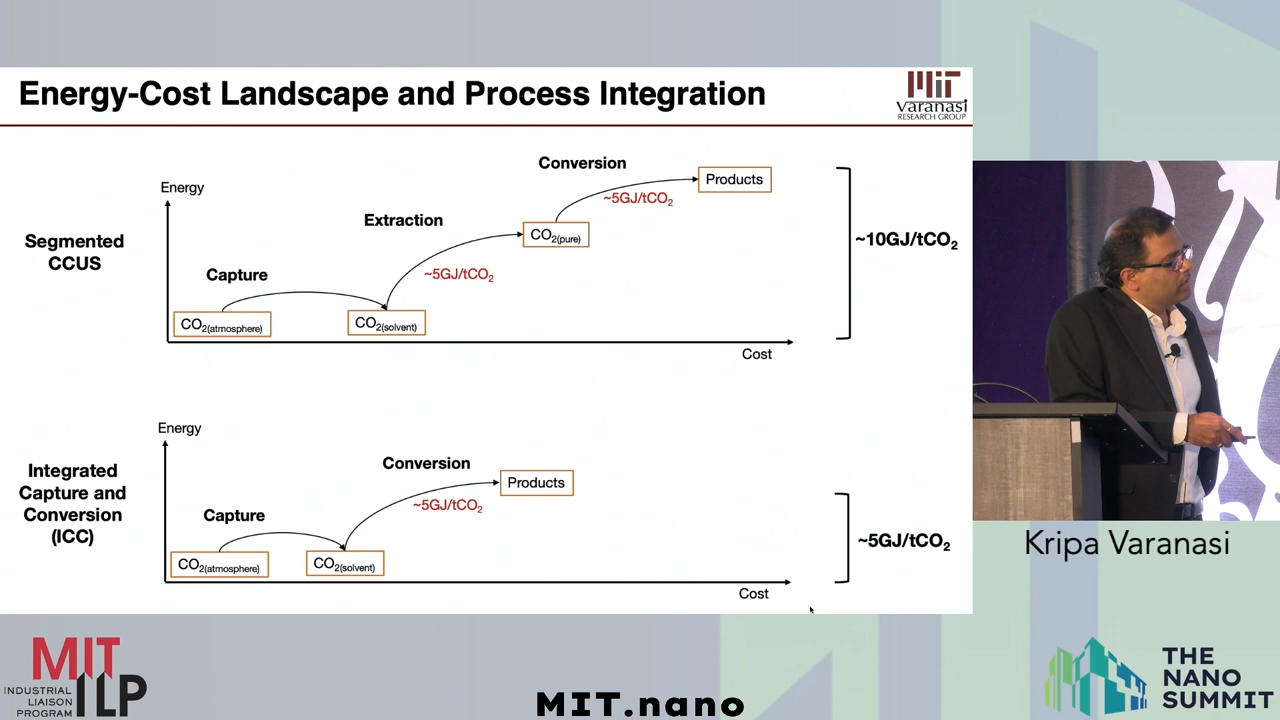 Energy-Cost Landscape and Process Integration
MIT
varanasi
RESEARCH GROUP
Segmented
CCUS
Energy
Capture
Extraction
Conversion
CO2(atmosphere)
CO2(solvent)
~5GJ/tCO2
CO2(pure)
~5GJ/tCO2
Products
Cost
~10GJ/tCO2
Integrated
Capture and
Conversion
(ICC)
Energy
Capture
Conversion
CO2(atmosphere)
CO2(solvent)
~5GJ/tCO2
Products
Cost
~5GJ/tCO2
Kripa Varanasi
MIT
INDUSTRIAL
LIAISON
PROGRAM
ILP
MIT.nano
THE
NANO
SUMMIT